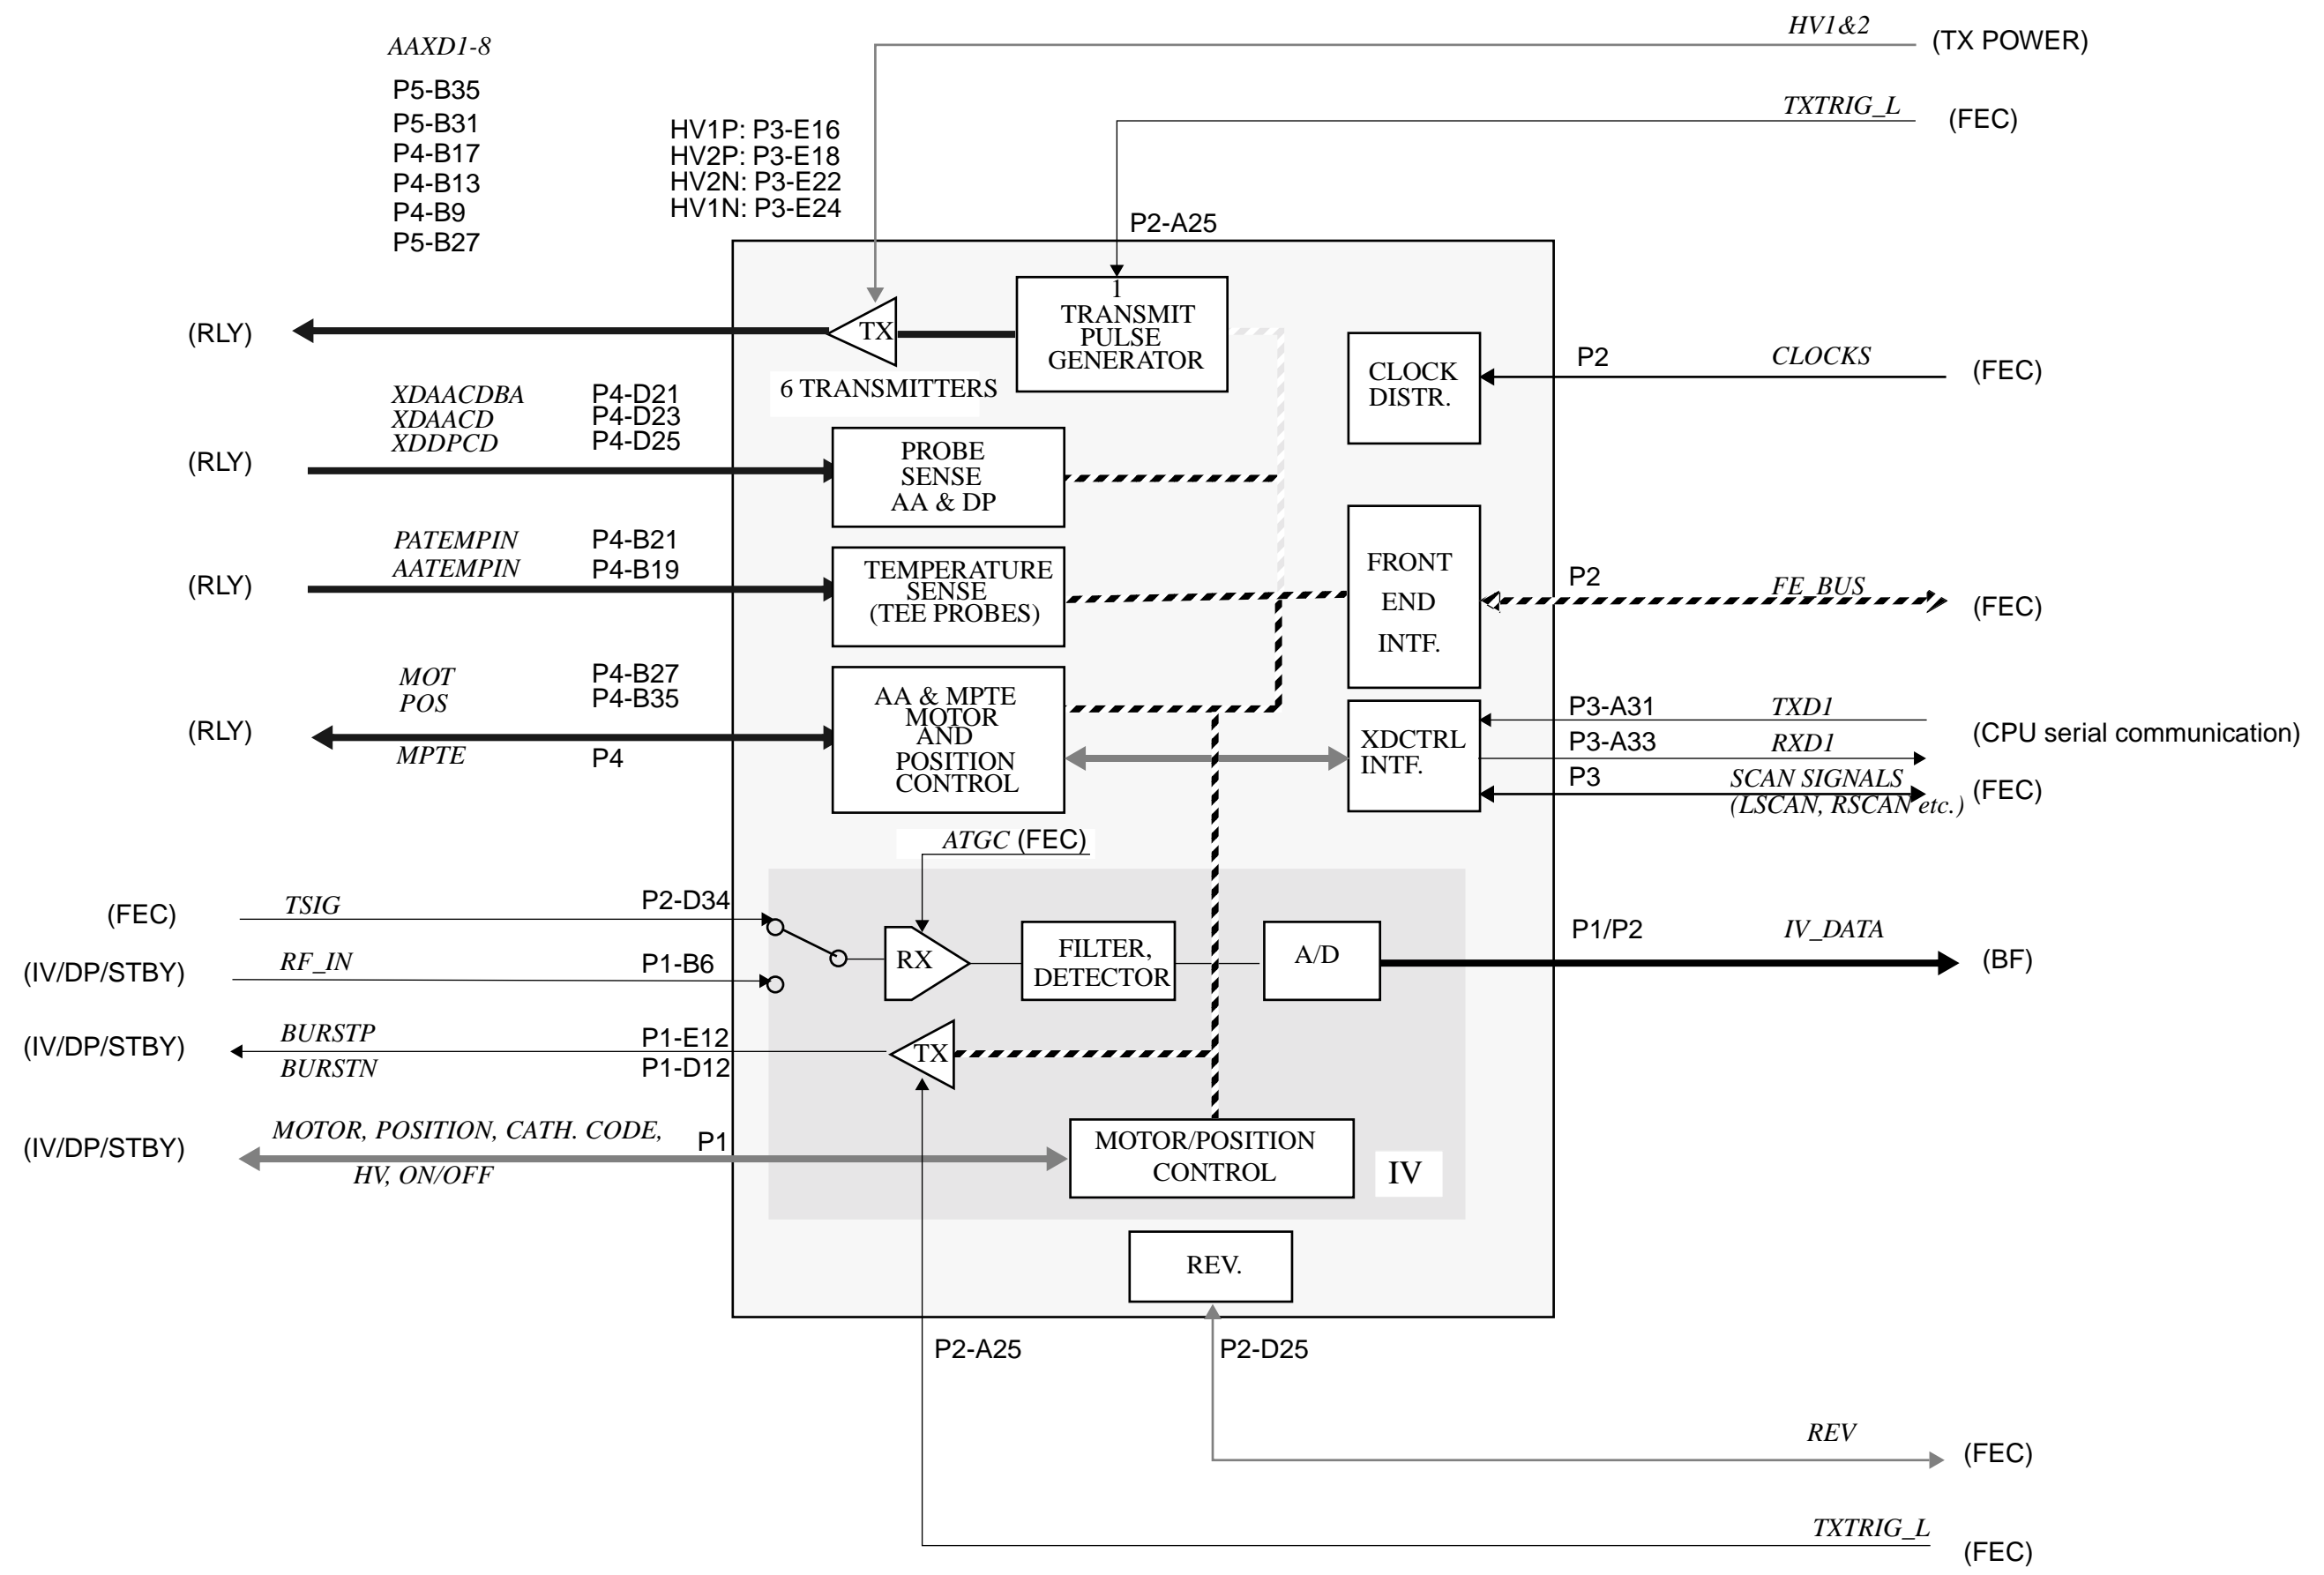 HV1&2
(TX POWER)
AAXD1-8
P5-B35
P5-B31
P4-B17
P4-B13
P4-B9
P5-B27
HV1P: P3-E16
HV2P: P3-E18
HV2N: P3-E22
HV1N: P3-E24
TXTRIG_L
(FEC)
P2-A25
(RLY)
TX
6 TRANSMITTERS
1
TRANSMIT
PULSE
GENERATOR
CLOCK
DISTR.
P2
CLOCKS
(FEC)
XDAACDBA P4-D21
XDAACD P4-D23
XDDPCD P4-D25
(RLY)
PROBE
SENSE
AA & DP
PATEMPIN P4-B21
AATEMPIN P4-B19
(RLY)
TEMPERATURE
SENSE
(TEE PROBES)
FRONT
END
INTF.
P2
FE_BUS
(FEC)
MOT P4-B27
POS P4-B35
(RLY)
MPTE P4
AA & MPTE
MOTOR
AND
POSITION
CONTROL
XDCTRL
INTF.
P3-A31 TXD1
P3-A33 RXD1
(CPU serial communication)
P3 SCAN SIGNALS
(LSCAN, RSCAN etc.)
(FEC)
ATGC (FEC)
(FEC)
TSIG
P2-D34
(IV/DP/STBY)
RF_IN
P1-B6
RX
FILTER,
DETECTOR
A/D
P1/P2
IV_DATA
(BF)
(IV/DP/STBY)
BURSTP P1-E12
BURSTN P1-D12
TX
(IV/DP/STBY)
MOTOR, POSITION, CATH. CODE,
HV, ON/OFF
P1
MOTOR/POSITION
CONTROL
IV
REV.
P2-A25
P2-D25
REV
(FEC)
TXTRIG_L
(FEC)